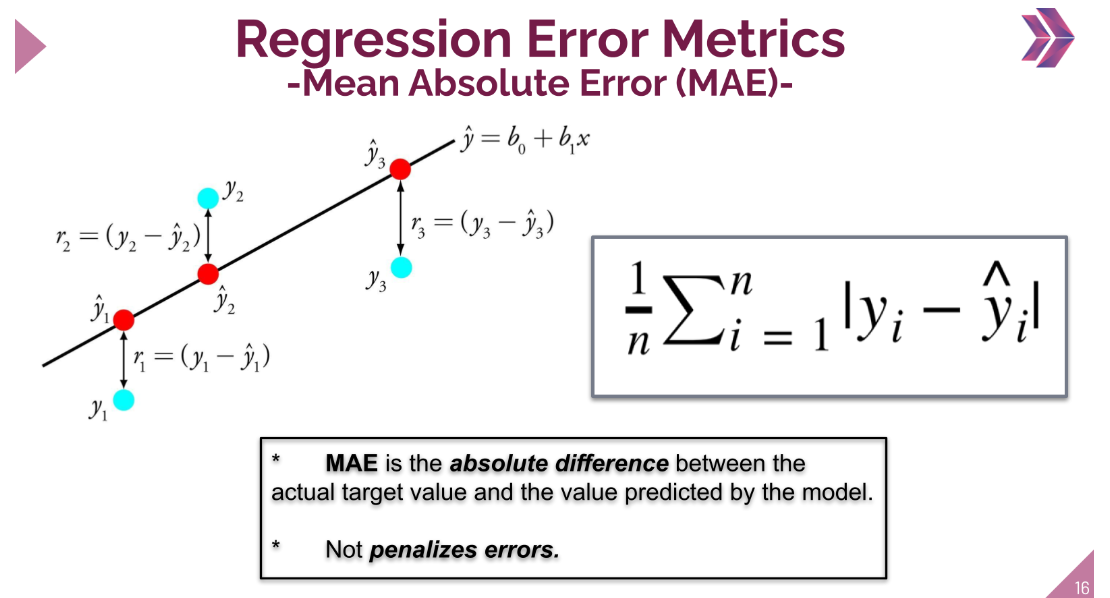 Regression Error Metrics
-Mean Absolute Error (MAE)-
ŷ = b₀ + b₁x
ŷ₃
y₂
r₂ = (y₂ − ŷ₂)
r₃ = (y₃ − ŷ₃)
y₃
ŷ₂
ŷ₁
r₁ = (y₁ − ŷ₁)
y₁
1/n ∑ⁿᵢ₌₁ |yᵢ − ŷᵢ|
* MAE is the absolute difference between the
actual target value and the value predicted by the model.
* Not penalizes errors.
16